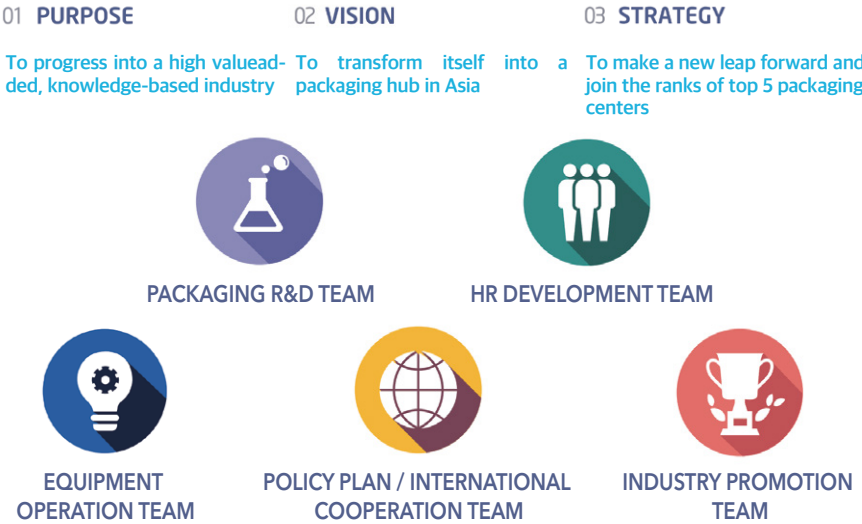 01 PURPOSE
To progress into a high valuead-
ded, knowledge-based industry
02 VISION
To transform itself into a
packaging hub in Asia
03 STRATEGY
To make a new leap forward and
join the ranks of top 5 packaging
centers
PACKAGING R&D TEAM
HR DEVELOPMENT TEAM
EQUIPMENT
OPERATION TEAM
POLICY PLAN / INTERNATIONAL
COOPERATION TEAM
INDUSTRY PROMOTION
TEAM